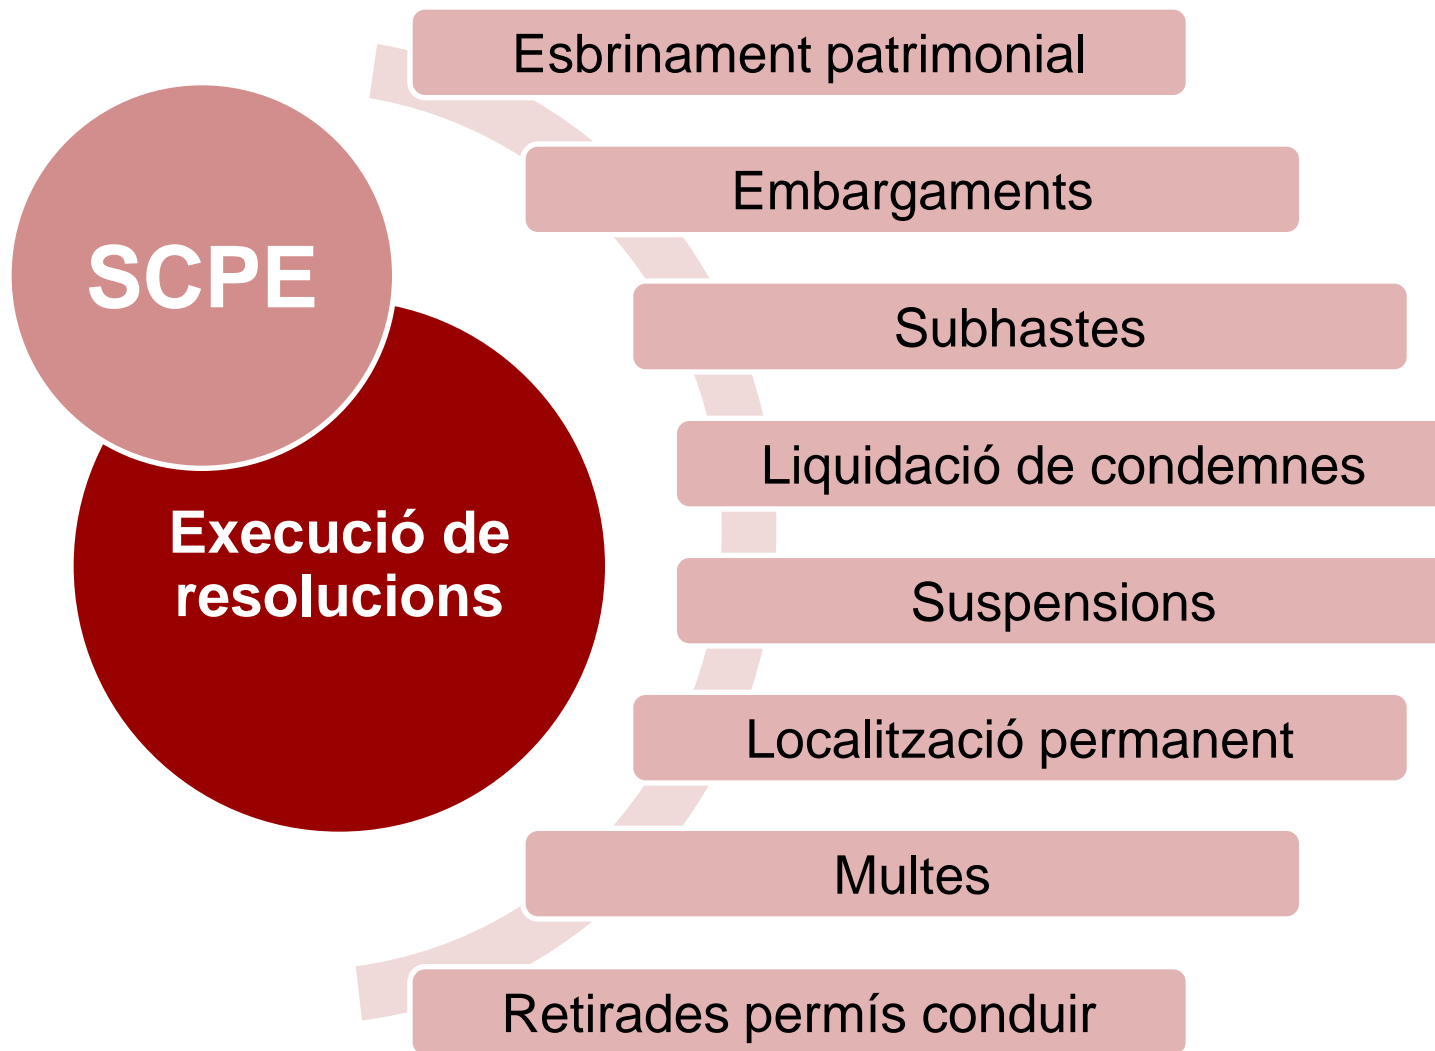 SCPE
Execució de
resolucions
Esbrinament patrimonial
Embargaments
Subhastes
Liquidació de condemnes
Suspensions
Localització permanent
Multes
Retirades permís conduir